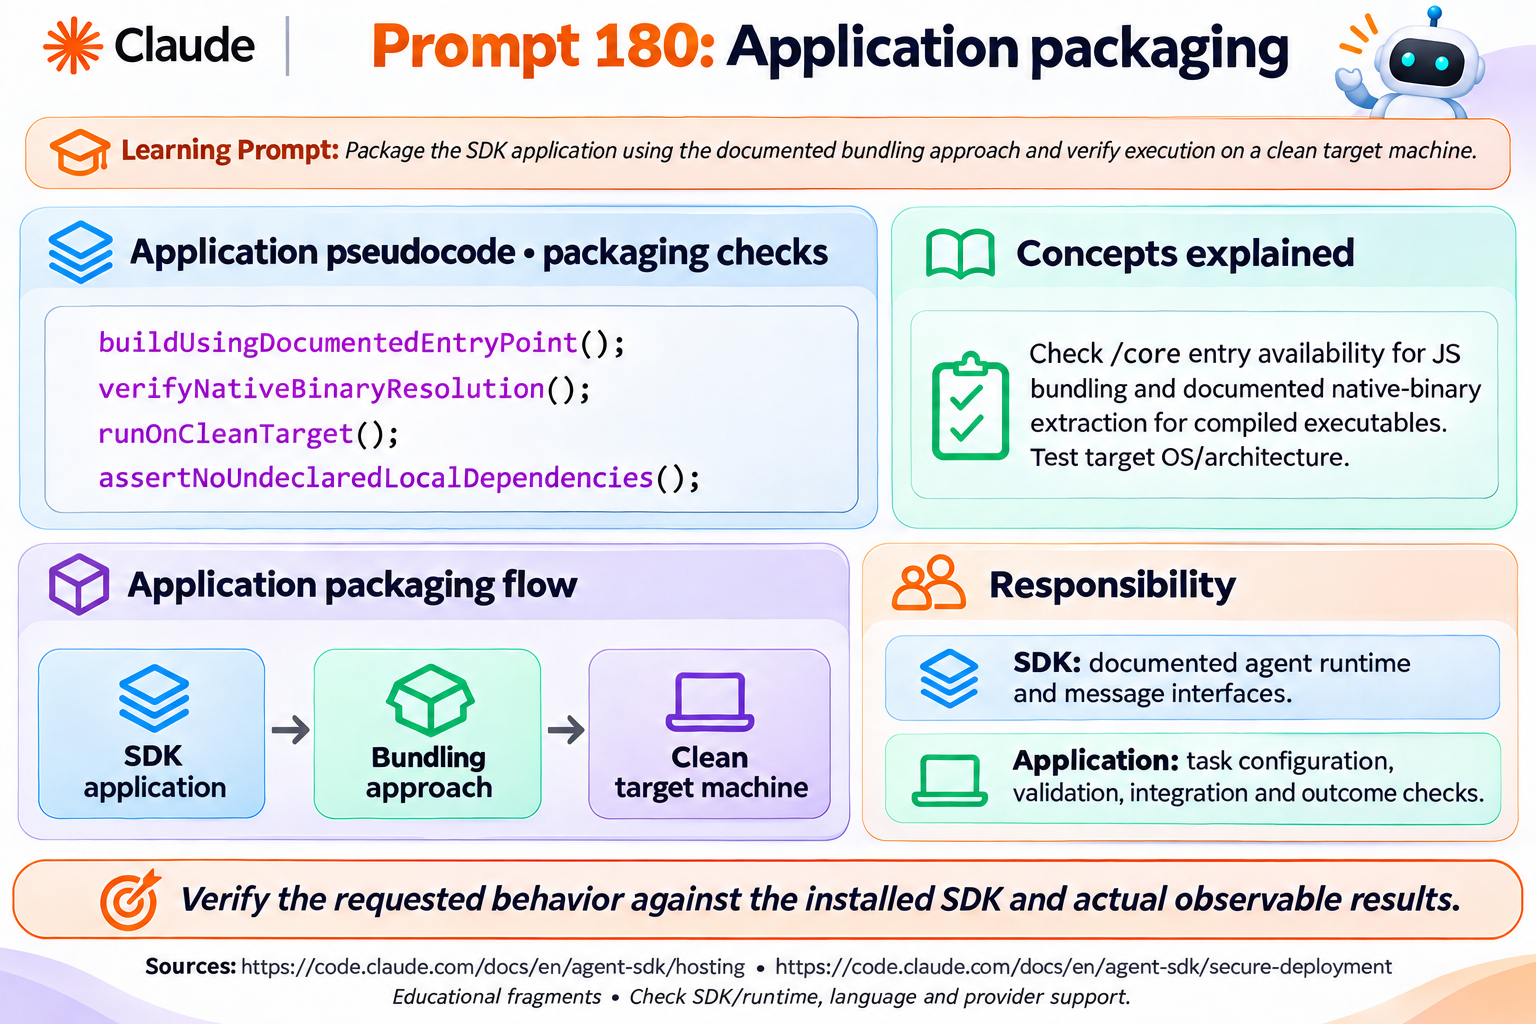 Claude
Prompt 180: Application packaging
Learning Prompt: Package the SDK application using the documented bundling approach and verify execution on a clean target machine.
Application pseudocode • packaging checks
buildUsingDocumentedEntryPoint();
verifyNativeBinaryResolution();
runOnCleanTarget();
assertNoUndeclaredLocalDependencies();
Concepts explained
Check /core entry availability for JS
bundling and documented native-binary
extraction for compiled executables.
Test target OS/architecture.
Application packaging flow
SDK
application
Bundling
approach
Clean
target machine
Responsibility
SDK: documented agent runtime
and message interfaces.
Application: task configuration,
validation, integration and outcome checks.
Verify the requested behavior against the installed SDK and actual observable results.
Sources: https://code.claude.com/docs/en/agent-sdk/hosting • https://code.claude.com/docs/en/agent-sdk/secure-deployment
Educational fragments • Check SDK/runtime, language and provider support.